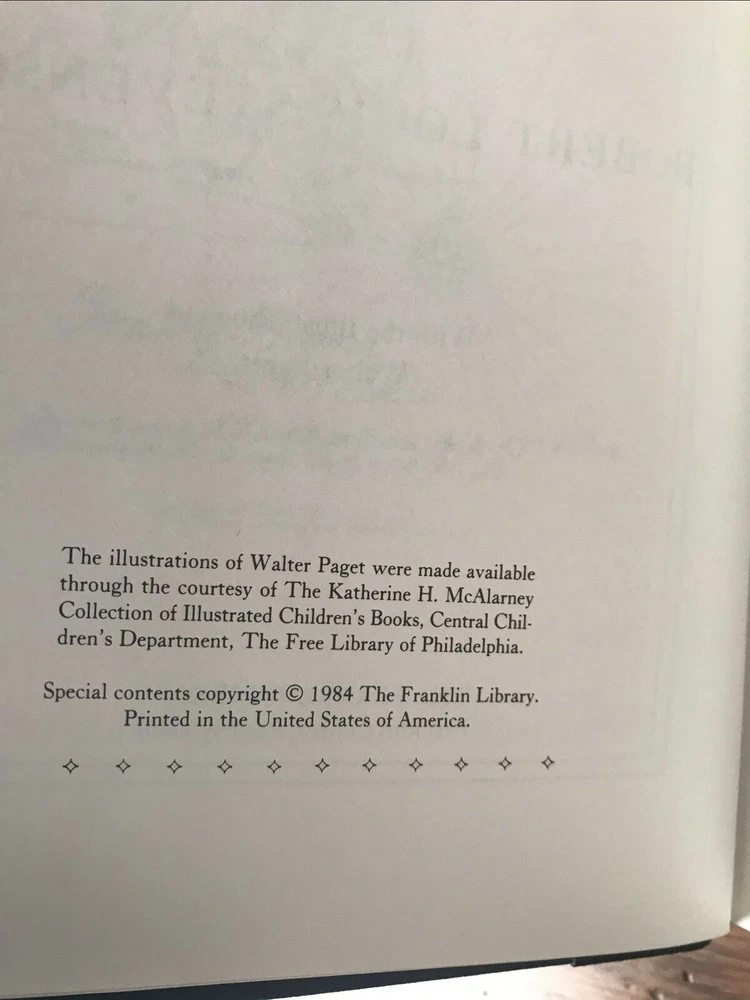 The illustrations of Walter Paget were made available
through the courtesy of The Katherine H. McAlarney
Collection of Illustrated Children's Books, Central Chil-
dren's Department, The Free Library of Philadelphia.
Special contents copyright © 1984 The Franklin Library.
Printed in the United States of America.